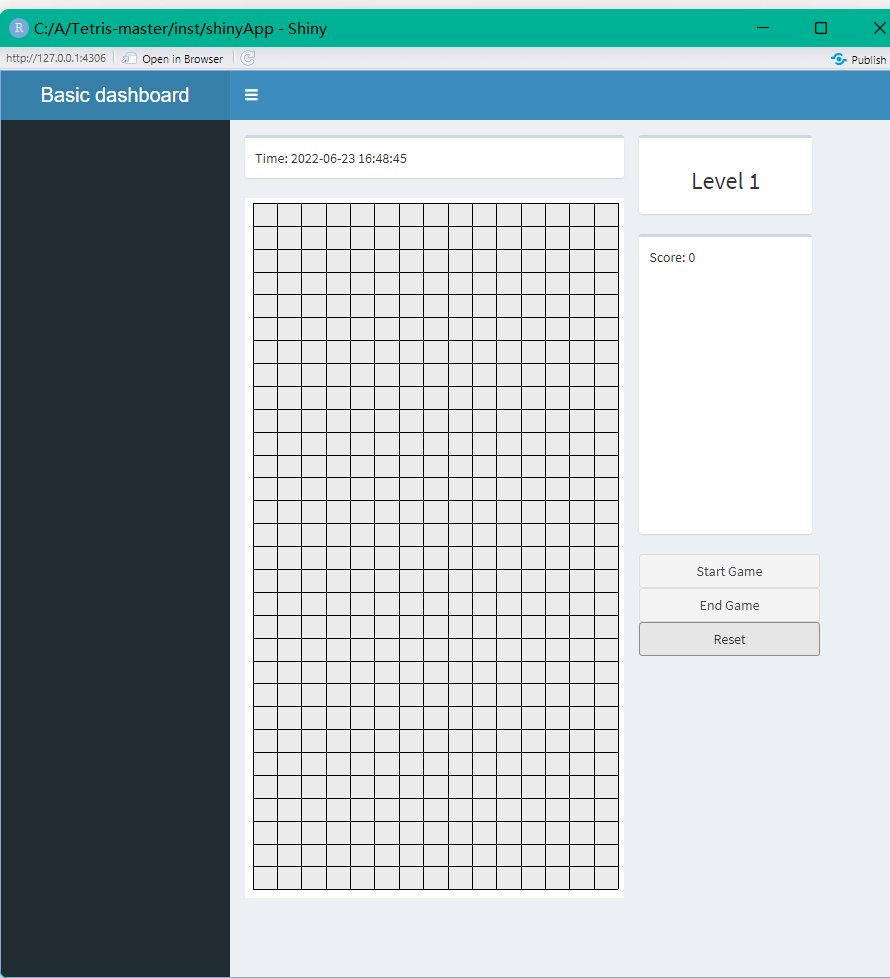 R C:/A/Tetris-master/inst/shinyApp - Shiny
http://127.0.0.1:4306 Open in Browser Publish
Basic dashboard
Time: 2022-06-23 16:48:45
Level 1
Score: 0
Start Game
End Game
Reset